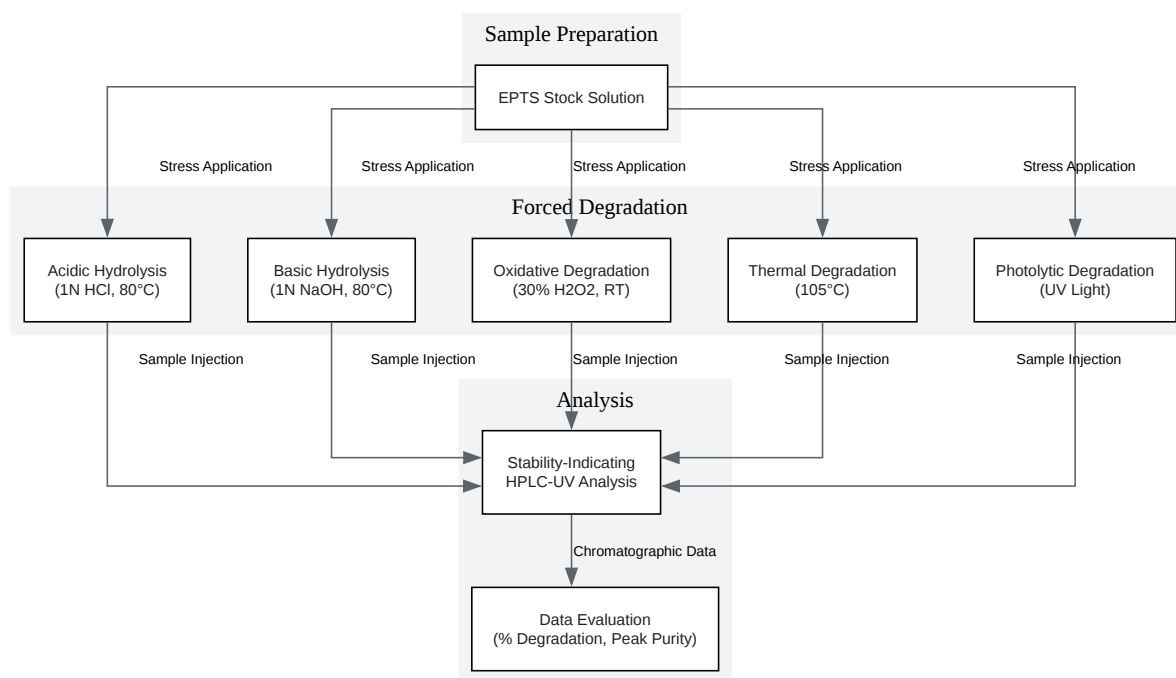 Sample Preparation
EPTS Stock Solution
Stress Application
Stress Application
Stress Application
Stress Application
Stress Application
Forced Degradation
Acidic Hydrolysis
(1N HCl, 80°C)
Basic Hydrolysis
(1N NaOH, 80°C)
Oxidative Degradation
(30% H2O2, RT)
Thermal Degradation
(105°C)
Photolytic Degradation
(UV Light)
Sample Injection
Sample Injection
Sample Injection
Sample Injection
Sample Injection
Analysis
Stability-Indicating
HPLC-UV Analysis
Chromatographic Data
Data Evaluation
(% Degradation, Peak Purity)